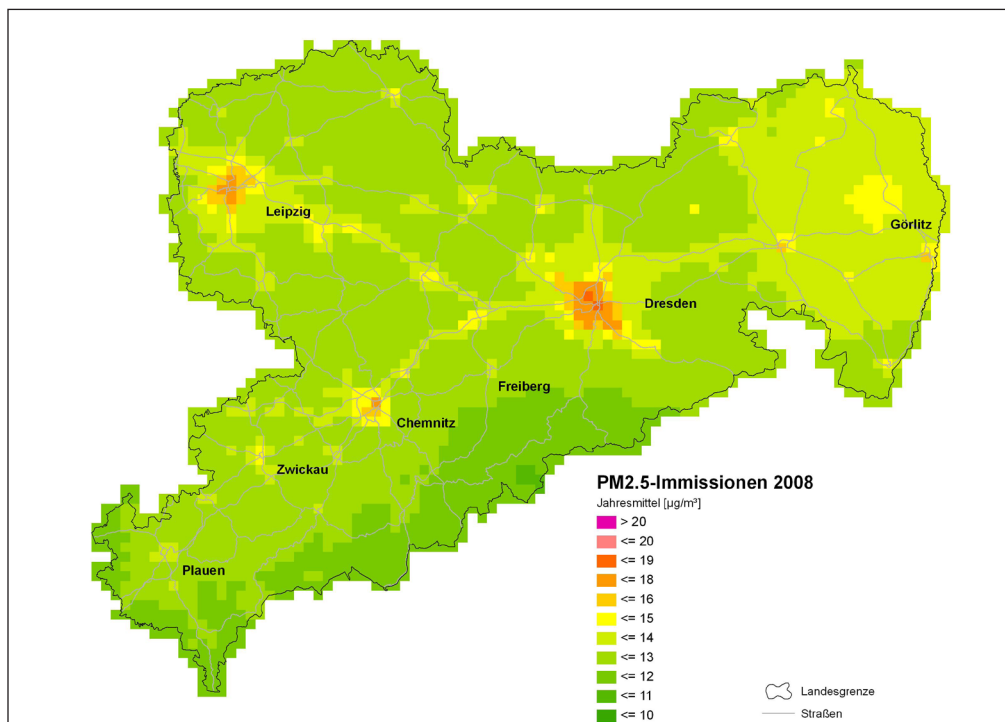 Leipzig
Görlitz
Dresden
Freiberg
Chemnitz
Zwickau
Plauen
PM2.5-Immissionen 2008
Jahresmittel [µg/m³]
> 20
<= 20
<= 19
<= 18
<= 16
<= 15
<= 14
<= 13
<= 12
<= 11
<= 10
Landesgrenze
Straßen